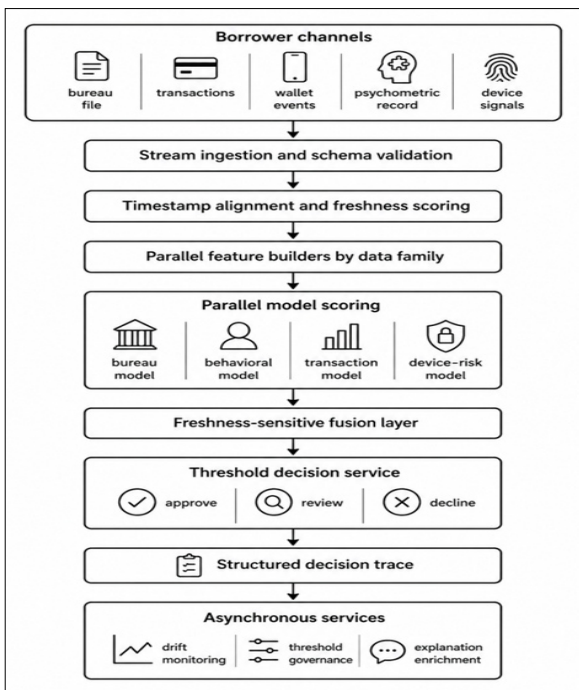 Borrower channels
bureau file
transactions
wallet events
psychometric record
device signals
Stream ingestion and schema validation
Timestamp alignment and freshness scoring
Parallel feature builders by data family
Parallel model scoring
bureau model
behavioral model
transaction model
device-risk model
Freshness-sensitive fusion layer
Threshold decision service
approve
review
decline
Structured decision trace
Asynchronous services
drift monitoring
threshold governance
explanation enrichment